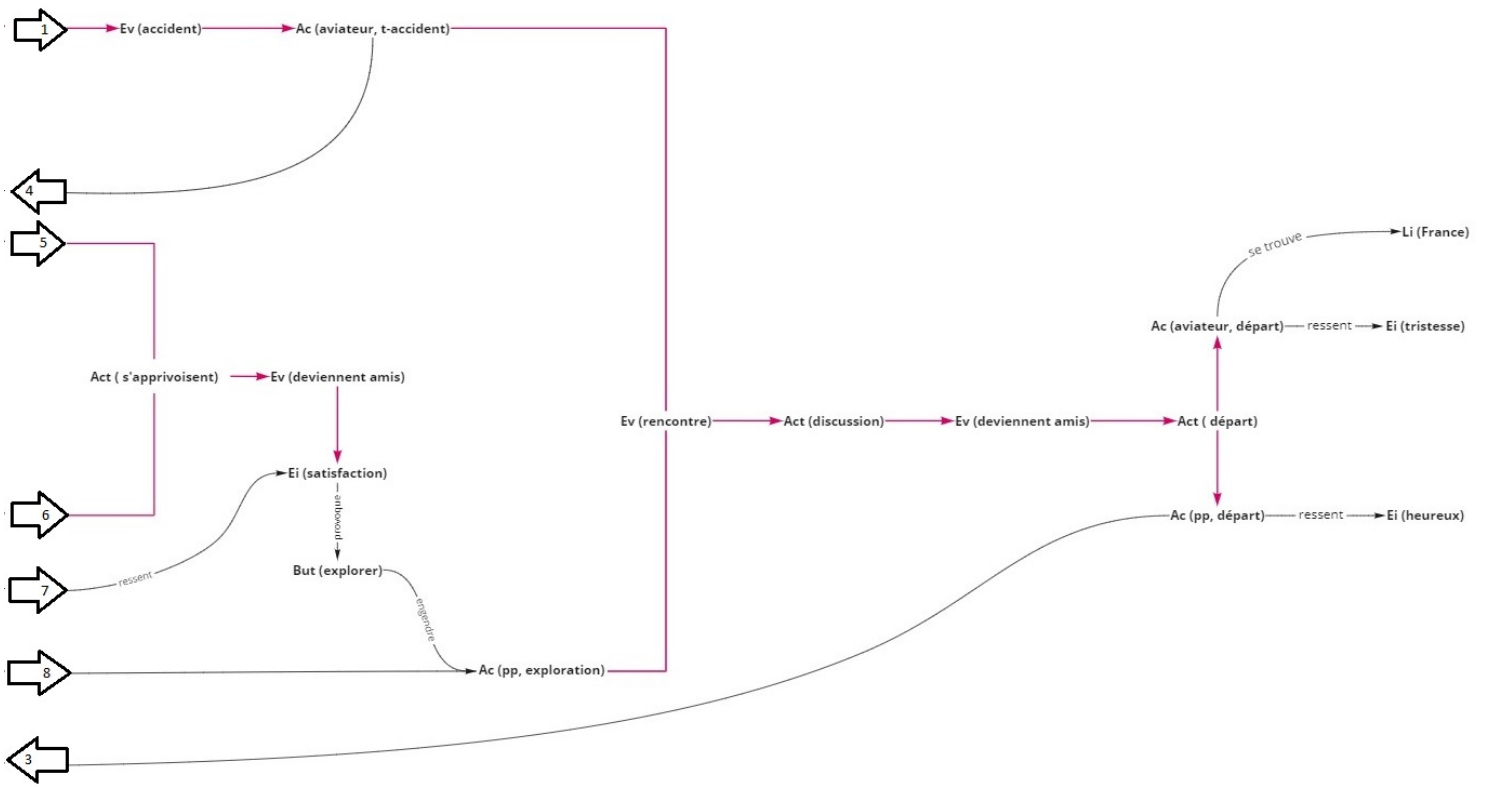 1
Ev (accident)
Ac (aviateur, t-accident)
4
5
se trouve
Li (France)
Ac (aviateur, départ)
ressent
Ei (tristesse)
Act ( s'apprivoisent)
Ev (deviennent amis)
Ev (rencontre)
Act (discussion)
Ev (deviennent amis)
Act ( départ)
Ei (satisfaction)
provoque
6
Ac (pp, départ)
ressent
Ei (heureux)
7
ressent
But (explorer)
engendre
8
Ac (pp, exploration)
3